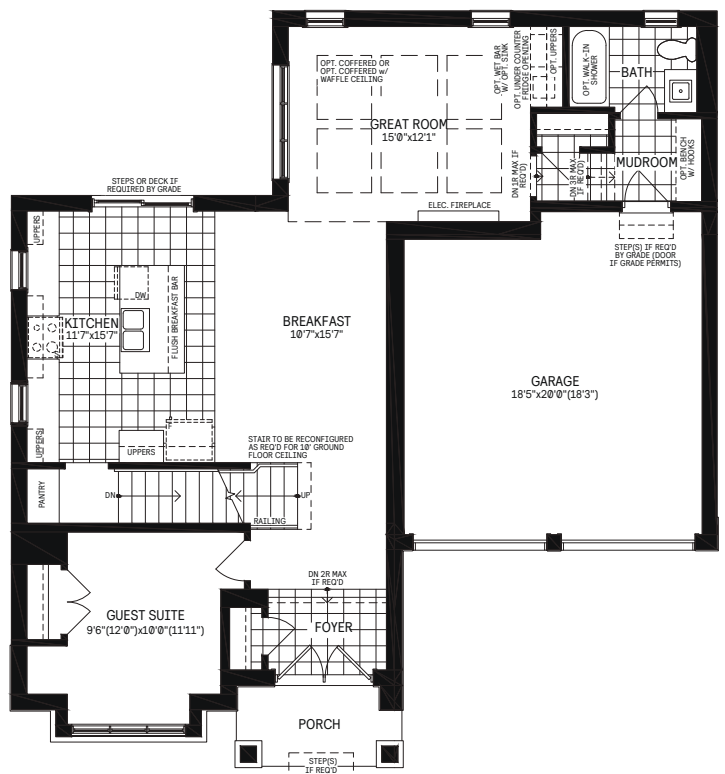 OPT. COFFERED OR
OPT. COFFERED w/
WAFFLE CEILING
GREAT ROOM
15'0"x12'1"
OPT. WET BAR
W/ OPT. SINK
OPT. UNDER COUNTER
FRIDGE OPENING
OPT. UPPERS
OPT. WALK-IN
SHOWER
BATH
MUDROOM
OPT. BENCH
W/ HOOKS
DN 1R MAX IF
REQ'D)
DN 3R MAX
IF REQ'D)
ELEC. FIREPLACE
STEP(S) IF REQ'D
BY GRADE (DOOR
IF GRADE PERMITS)
STEPS OR DECK IF
REQUIRED BY GRADE
UPPERS
DW
FLUSH BREAKFAST BAR
KITCHEN
11'7"x15'7"
BREAKFAST
10'7"x15'7"
GARAGE
18'5"x20'0"(18'3")
UPPERS
UPPERS
STAIR TO BE RECONFIGURED
AS REQ'D FOR 10' GROUND
FLOOR CEILING
PANTRY
DN
UP
RAILING
DN 2R MAX
IF REQ'D
GUEST SUITE
9'6"(12'0")x10'0"(11'11")
FOYER
PORCH
STEP(S)
IF REQ'D